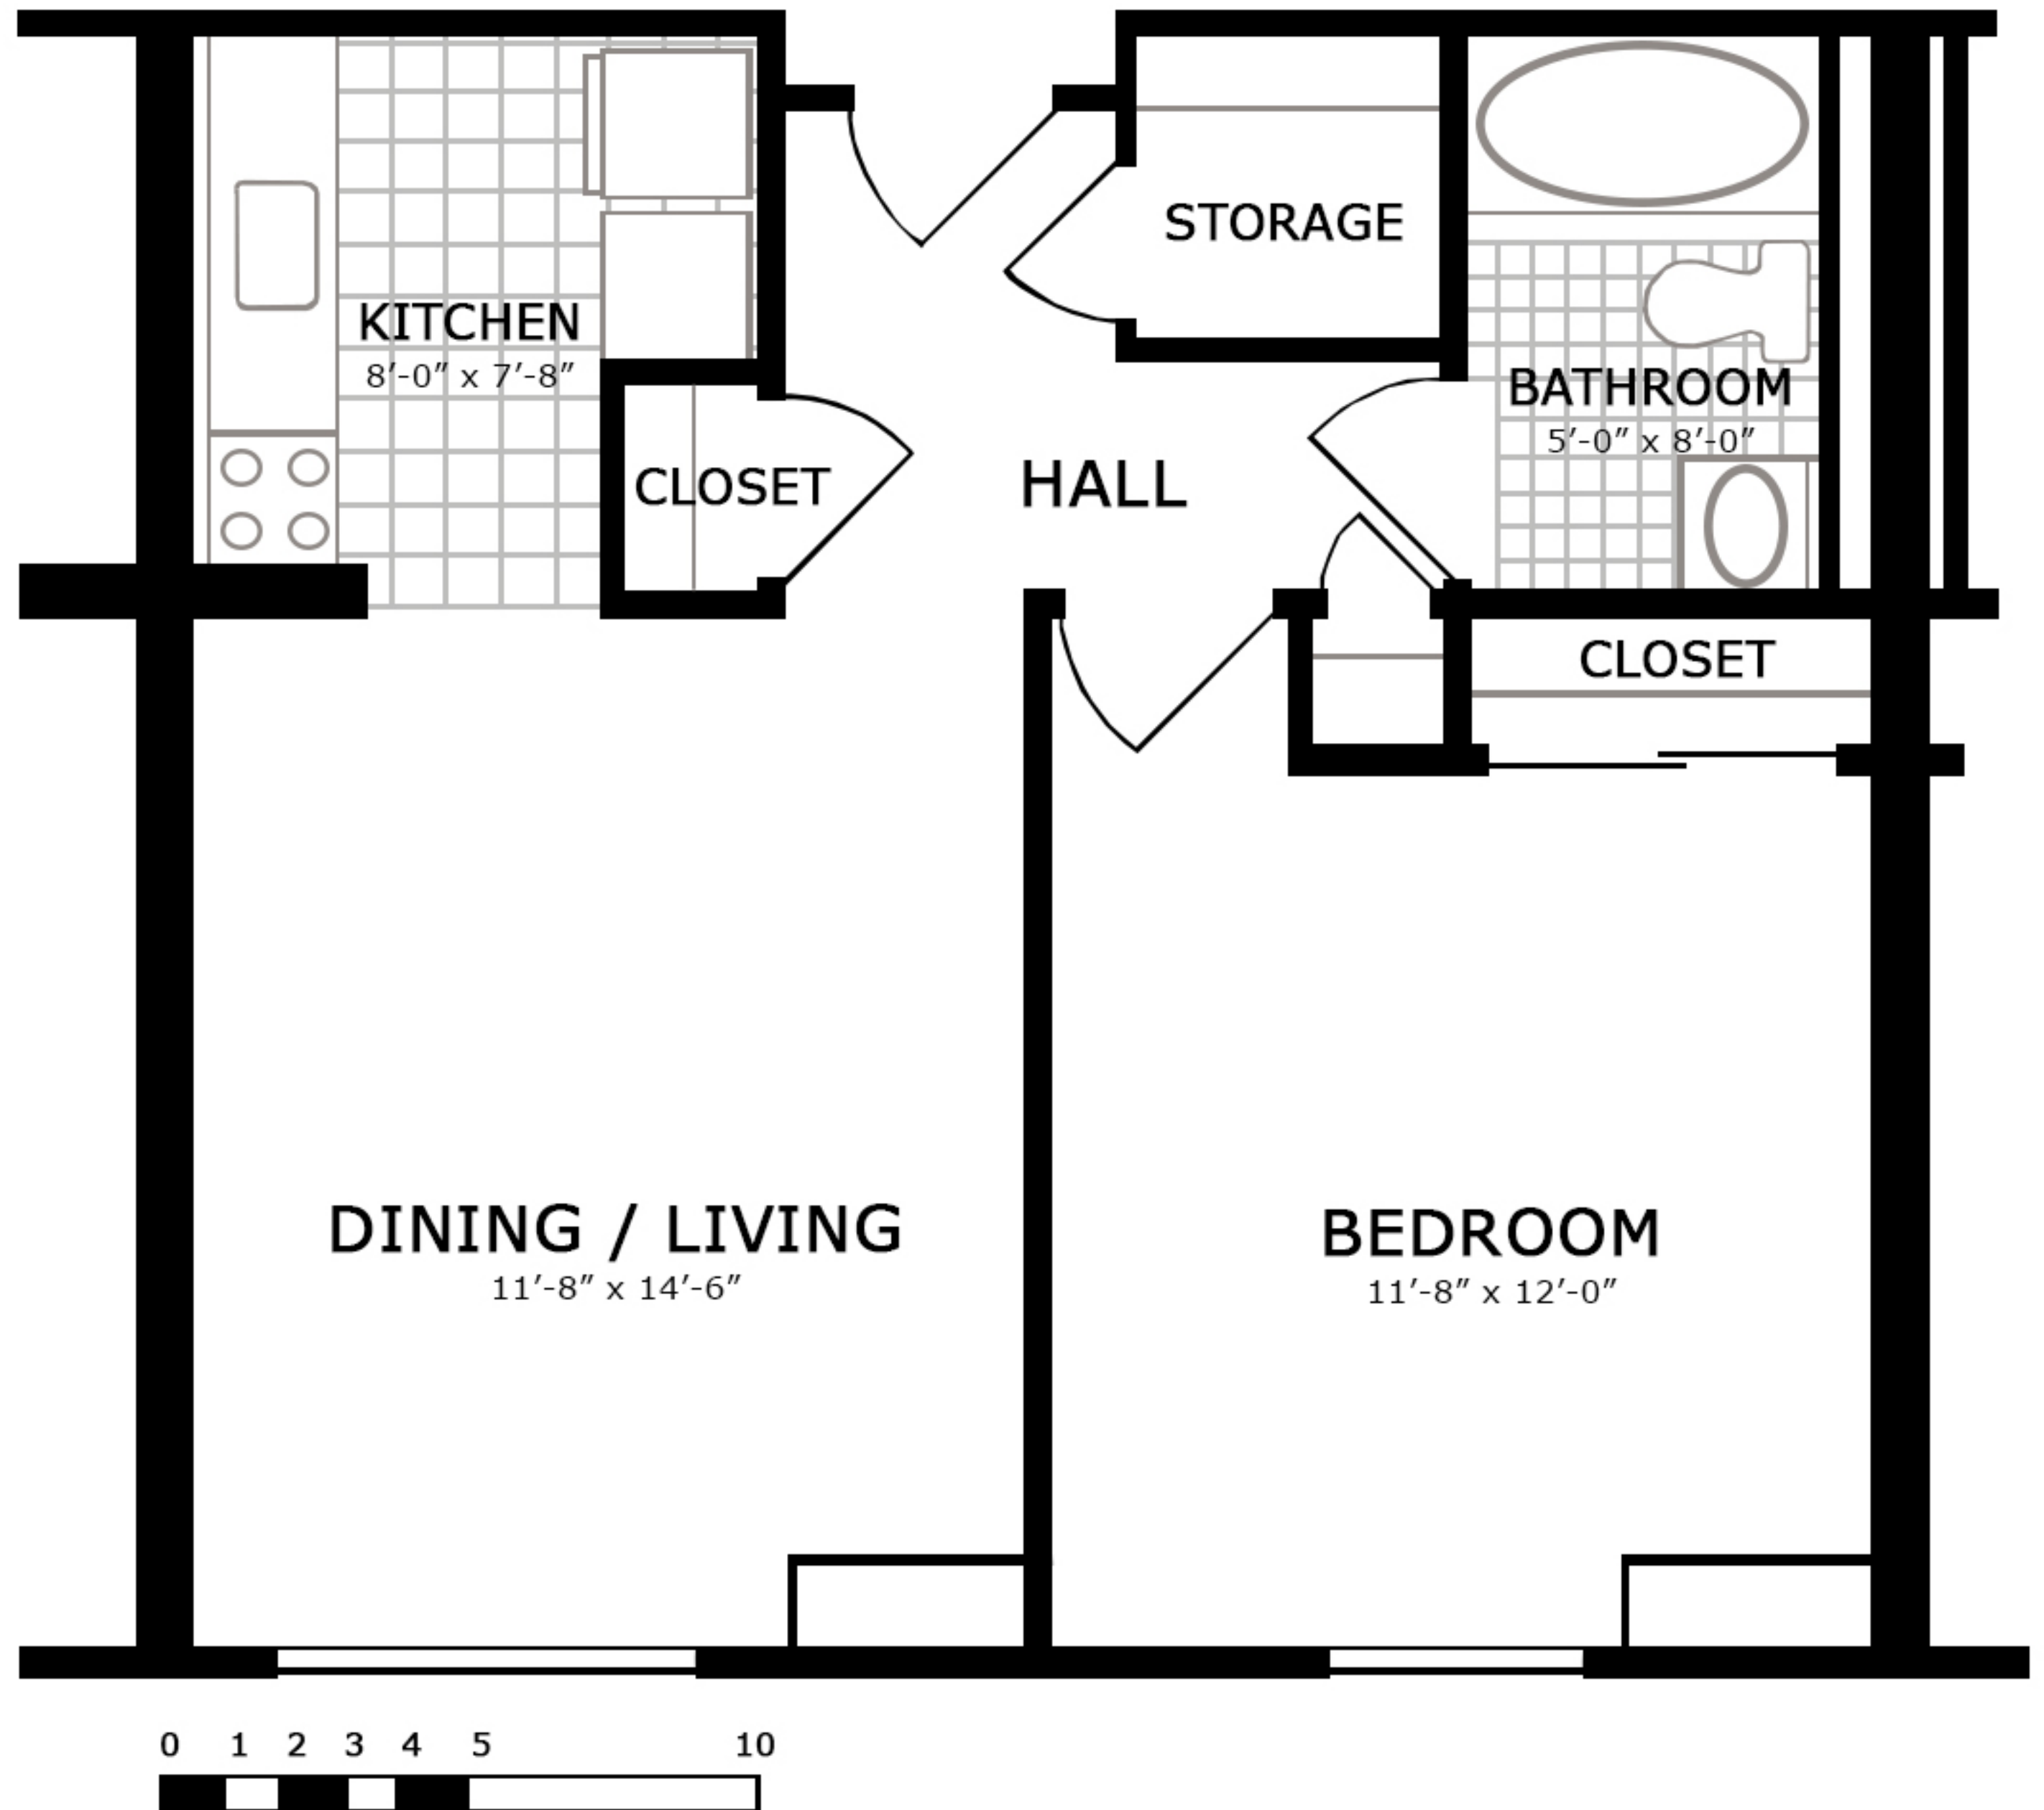 STORAGE
KITCHEN
8′-0″ x 7′-8″
BATHROOM
5′-0″ x 8′-0″
CLOSET
HALL
CLOSET
DINING / LIVING
11′-8″ x 14′-6″
BEDROOM
11′-8″ x 12′-0″
0 1 2 3 4 5 10